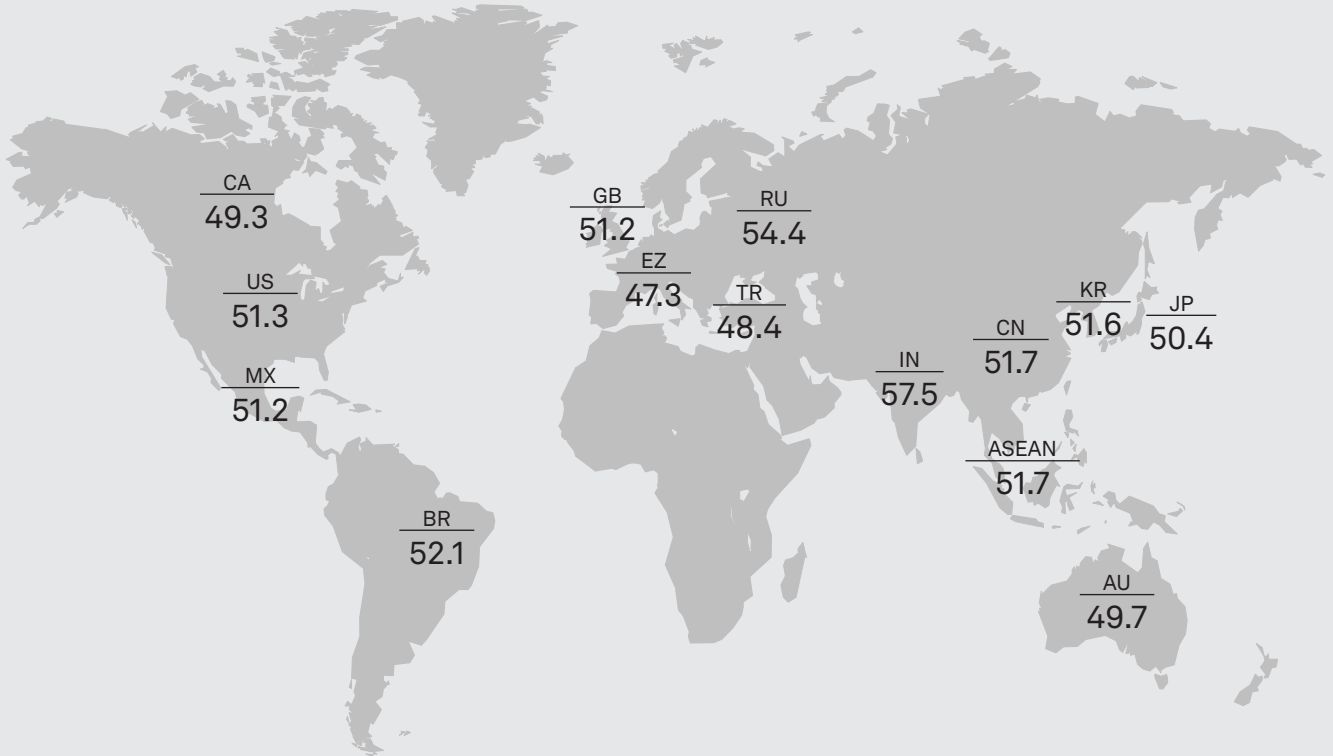 CA
49.3
GB
51.2
RU
54.4
EZ
47.3
US
51.3
TR
48.4
KR
51.6
JP
50.4
CN
51.7
IN
57.5
MX
51.2
ASEAN
51.7
BR
52.1
AU
49.7